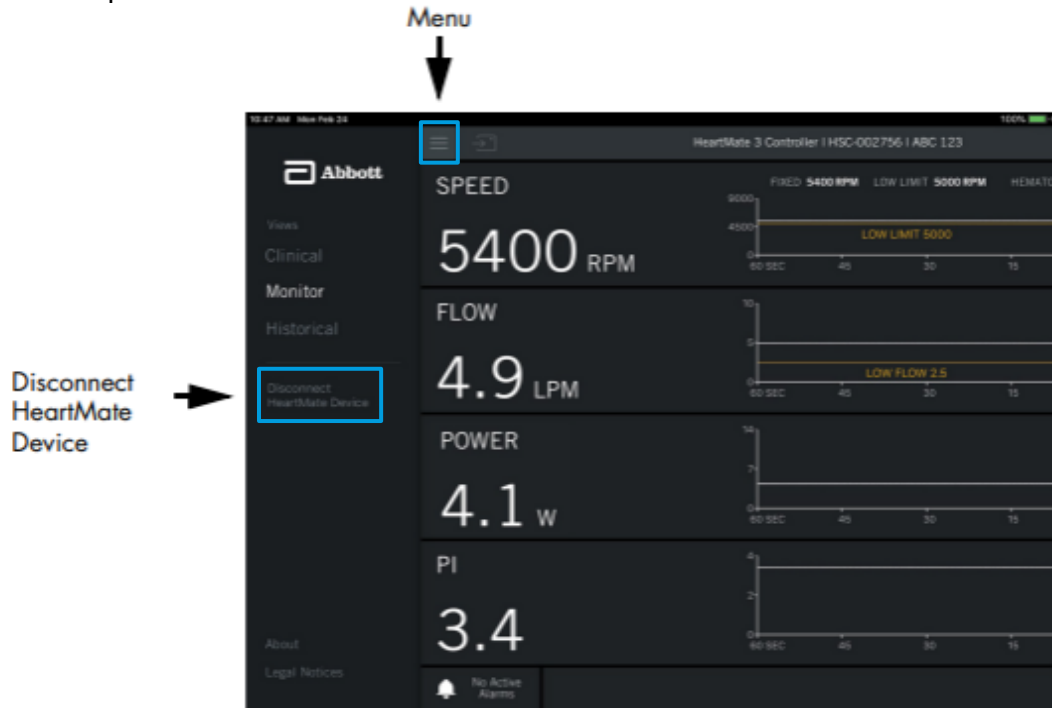 Menu
10:47 AM Mon Feb 24
100%
HeartMate 3 Controller I HSC-002756 I ABC 123
Abbott
Views
Clinical
Monitor
Historical
Disconnect
HeartMate Device
About
Legal Notices
Disconnect
HeartMate
Device
SPEED
5400 RPM
FIXED 5400 RPM LOW LIMIT 5000 RPM
9000
4500
0
LOW LIMIT 5000
60 SEC 45 30 15
FLOW
4.9 LPM
10
5
0
LOW FLOW 2.5
60 SEC 45 30 15
POWER
4.1 W
14
7
0
60 SEC 45 30 15
PI
3.4
4
2
0
60 SEC 45 30 15
No Active
Alarms